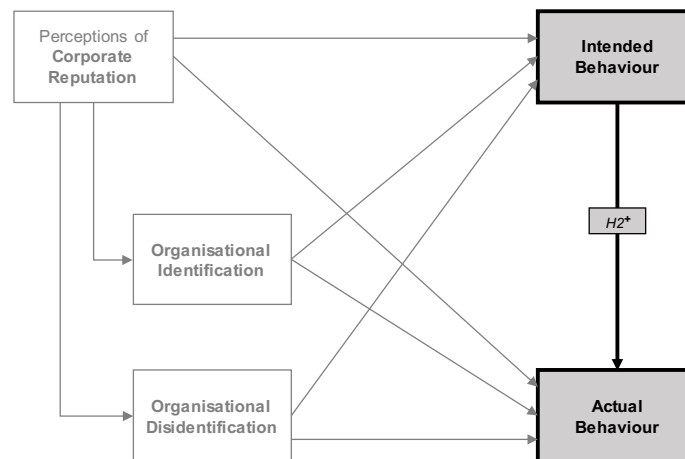 Perceptions of
Corporate
Reputation
Intended
Behaviour
H2+
Organisational
Identification
Organisational
Disidentification
Actual
Behaviour